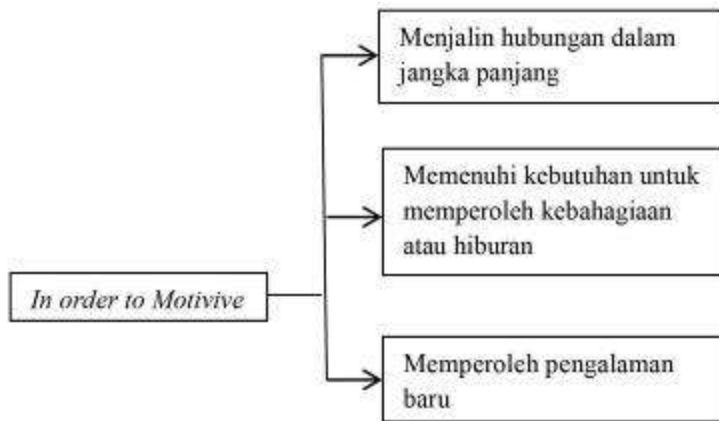 Menjalin hubungan dalam
jangka panjang
Memenuhi kebutuhan untuk
memperoleh kebahagiaan
atau hiburan
In order to Motivive
Memperoleh pengalaman
baru